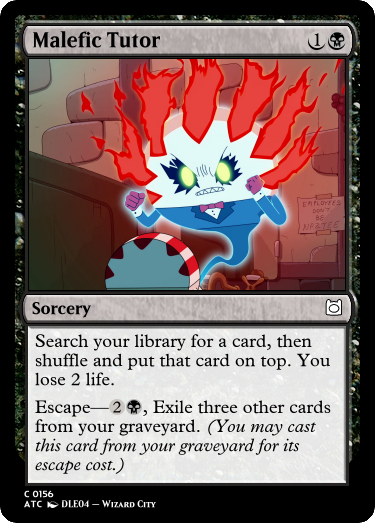 Malefic Tutor 1
EMPLOYEES
DON'T
BE
Sorcery
Search your library for a card, then
shuffle and put that card on top. You
lose 2 life.
Escape—2, Exile three other cards
from your graveyard. (You may cast
this card from your graveyard for its
escape cost.)
C 0156
ATC DLE04 — Wizard City